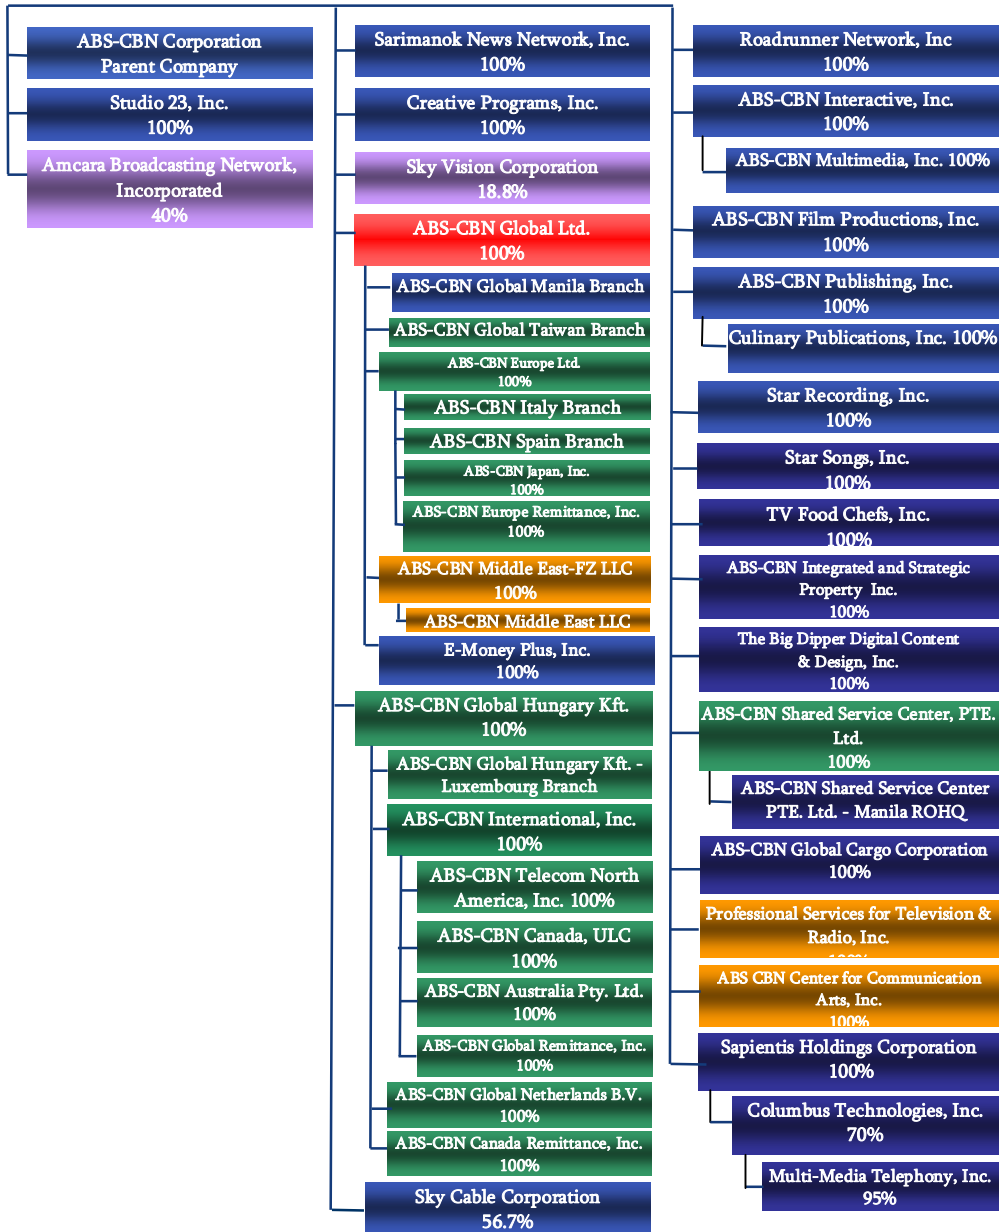 ABS-CBN Corporation
Parent Company
Studio 23, Inc.
100%
Amcara Broadcasting Network,
Incorporated
40%
Sarimanok News Network, Inc.
100%
Creative Programs, Inc.
100%
Sky Vision Corporation
18.8%
ABS-CBN Global Ltd.
100%
ABS-CBN Global Manila Branch
ABS-CBN Global Taiwan Branch
ABS-CBN Europe Ltd.
100%
ABS-CBN Italy Branch
ABS-CBN Spain Branch
ABS-CBN Japan, Inc.
100%
ABS-CBN Europe Remittance, Inc.
100%
ABS-CBN Middle East-FZ LLC
100%
ABS-CBN Middle East LLC
E-Money Plus, Inc.
100%
ABS-CBN Global Hungary Kft.
100%
ABS-CBN Global Hungary Kft. -
Luxembourg Branch
ABS-CBN International, Inc.
100%
ABS-CBN Telecom North
America, Inc. 100%
ABS-CBN Canada, ULC
100%
ABS-CBN Australia Pty. Ltd.
100%
ABS-CBN Global Remittance, Inc.
100%
ABS-CBN Global Netherlands B.V.
100%
ABS-CBN Canada Remittance, Inc.
100%
Sky Cable Corporation
56.7%
Roadrunner Network, Inc
100%
ABS-CBN Interactive, Inc.
100%
ABS-CBN Multimedia, Inc. 100%
ABS-CBN Film Productions, Inc.
100%
ABS-CBN Publishing, Inc.
100%
Culinary Publications, Inc. 100%
Star Recording, Inc.
100%
Star Songs, Inc.
100%
TV Food Chefs, Inc.
100%
ABS-CBN Integrated and Strategic
Property Inc.
100%
The Big Dipper Digital Content
& Design, Inc.
100%
ABS-CBN Shared Service Center, PTE.
Ltd.
100%
ABS-CBN Shared Service Center
PTE. Ltd. - Manila ROHQ
ABS-CBN Global Cargo Corporation
100%
Professional Services for Television &
Radio, Inc.
ABS CBN Center for Communication
Arts, Inc.
100%
Sapientis Holdings Corporation
100%
Columbus Technologies, Inc.
70%
Multi-Media Telephony, Inc.
95%